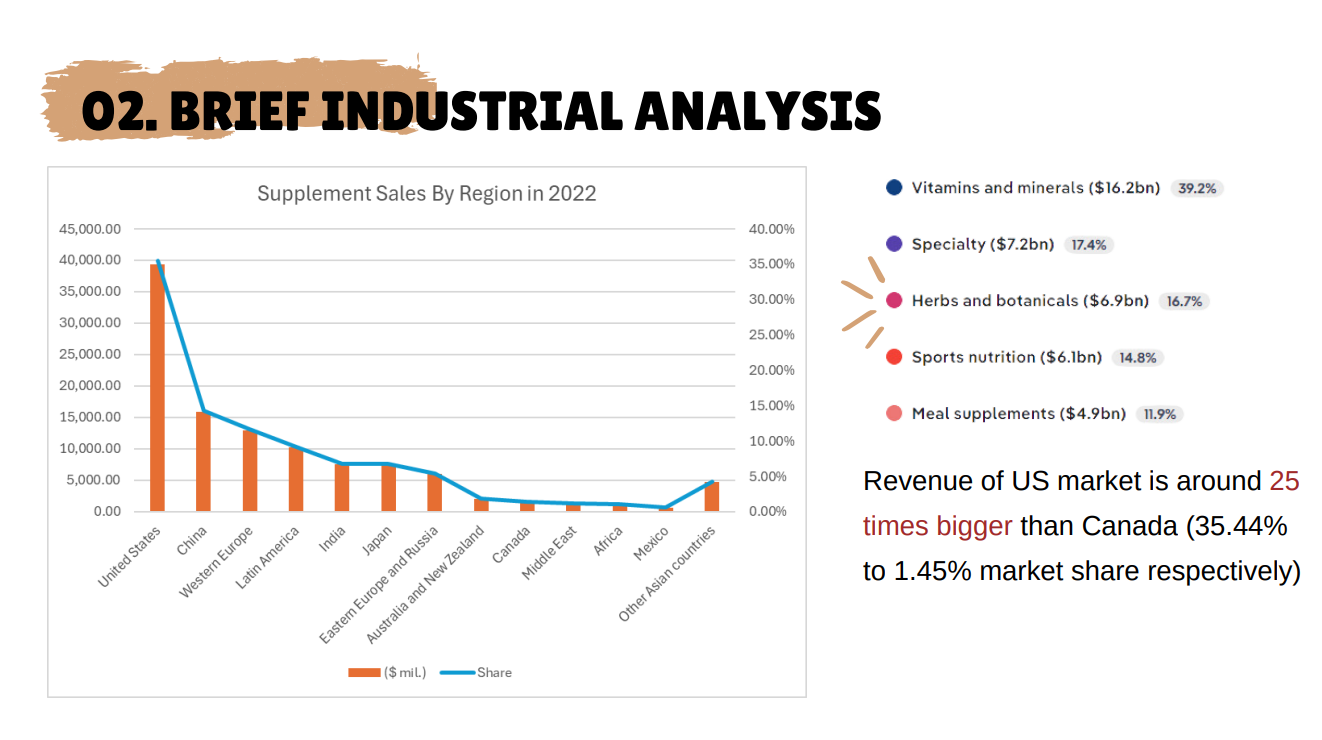 02. BRIEF INDUSTRIAL ANALYSIS
Supplement Sales By Region in 2022
45,000.00
40,000.00
35,000.00
30,000.00
25,000.00
20,000.00
15,000.00
10,000.00
5,000.00
0.00
40.00%
35.00%
30.00%
25.00%
20.00%
15.00%
10.00%
5.00%
0.00%
United States
China
Western Europe
Latin America
India
Japan
Eastern Europe and Russia
Australia and New Zealand
Canada
Middle East
Africa
Mexico
Other Asian countries
($ mil.)
Share
Vitamins and minerals ($16.2bn) 39.2%
Specialty ($7.2bn) 17.4%
Herbs and botanicals ($6.9bn) 16.7%
Sports nutrition ($6.1bn) 14.8%
Meal supplements ($4.9bn) 11.9%
Revenue of US market is around 25
times bigger than Canada (35.44%
to 1.45% market share respectively)